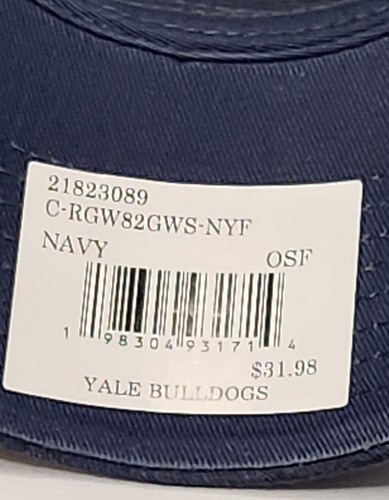 21823089
C-RGW82GWS-NYF
NAVY OSF
1 98304 93171 4
$31.98
YALE BULLDOGS